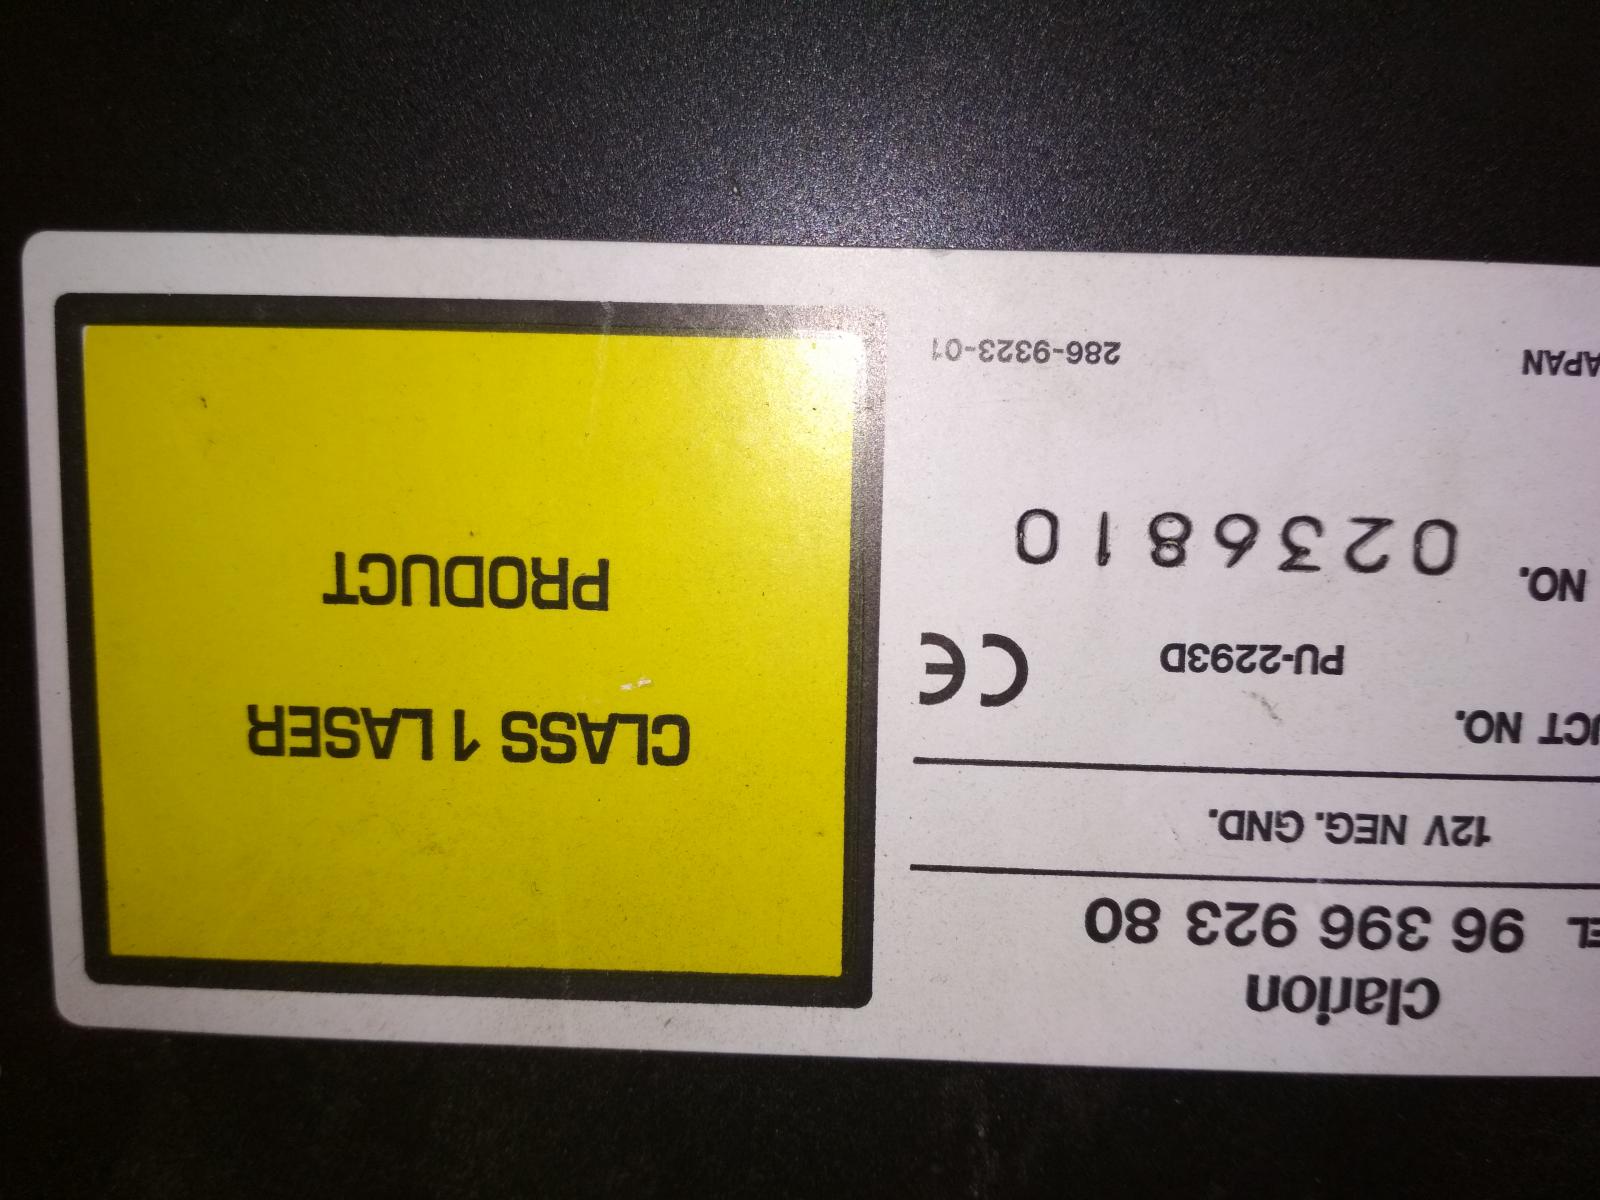 Clarion
EL 96 396 923 80
12V NEG. GND.
UCT NO.
PU-2293D CE
NO. 0236810
APAN 286-9323-01
CLASS 1 LASER
PRODUCT